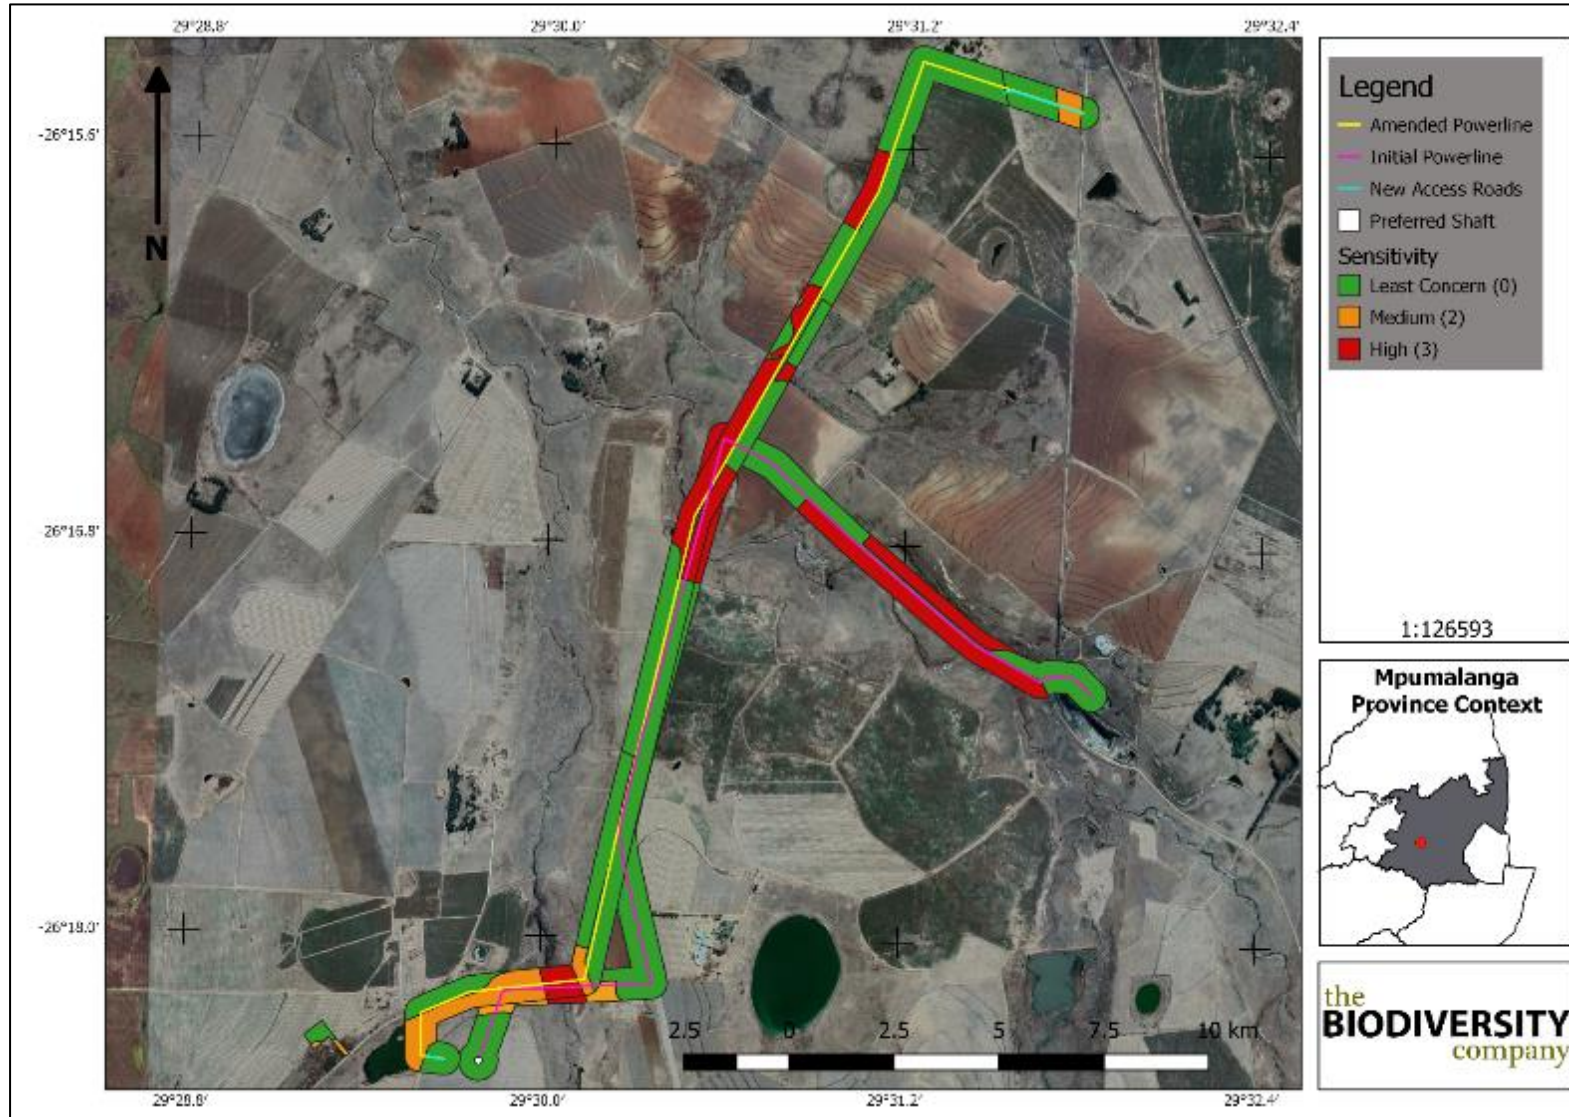 29°28.8' 29°30.0' 29°31.2' 29°32.4'
-26°15.6'
N
-26°16.8'
-26°18.0'
2.5 0 2.5 5 7.5 10 km
29°28.8' 29°30.0' 29°31.2' 29°32.4'
Legend
Amended Powerline
Initial Powerline
New Access Roads
Preferred Shaft
Sensitivity
Least Concern (0)
Medium (2)
High (3)
1:126593
Mpumalanga
Province Context
the
BIODIVERSITY
company